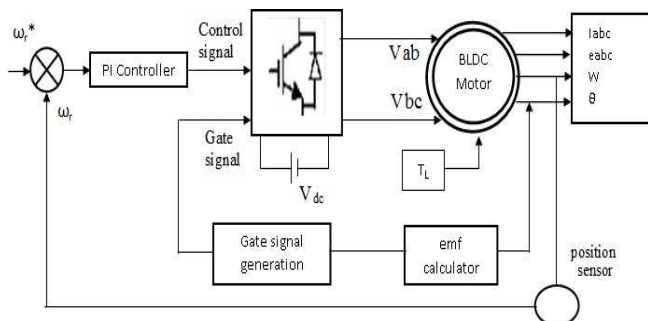 ωr*
Control
signal
PI Controller
ωr
Gate
signal
Vdc
Vab
Vbc
BLDC
Motor
TL
Iabc
eabc
W
θ
Gate signal
generation
emf
calculator
position
sensor